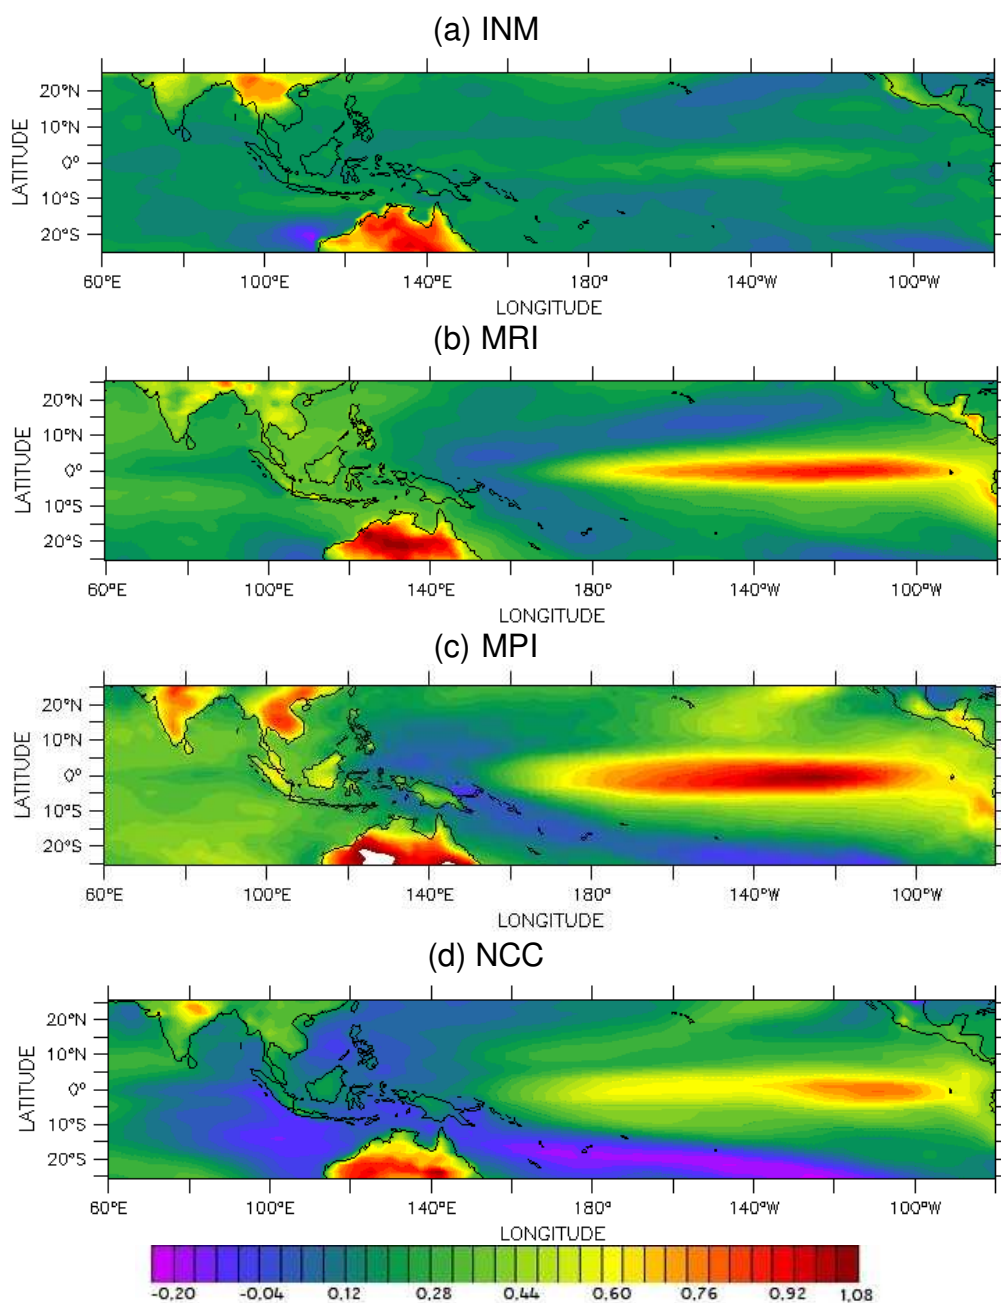 (a) INM
20°N
10°N
0°
10°S
20°S
LATITUDE
60°E 100°E 140°E 180° 140°W 100°W
LONGITUDE
(b) MRI
20°N
10°N
0°
10°S
20°S
LATITUDE
60°E 100°E 140°E 180° 140°W 100°W
LONGITUDE
(c) MPI
20°N
10°N
0°
10°S
20°S
LATITUDE
60°E 100°E 140°E 180° 140°W 100°W
LONGITUDE
(d) NCC
20°N
10°N
0°
10°S
20°S
LATITUDE
60°E 100°E 140°E 180° 140°W 100°W
LONGITUDE
-0,20 -0,04 0,12 0,28 0,44 0,60 0,76 0,92 1,08